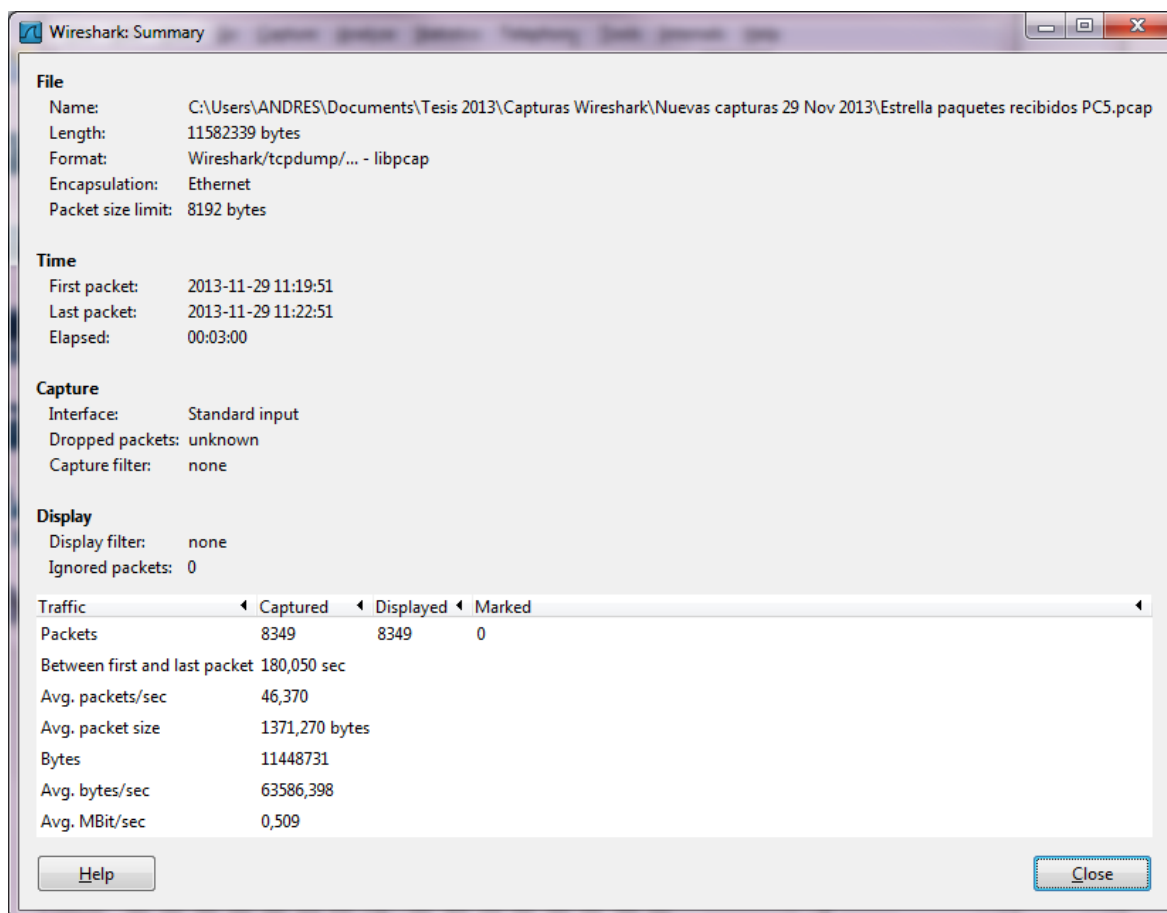 Wireshark: Summary
File
Name: C:\Users\ANDRES\Documents\Tesis 2013\Capturas Wireshark\Nuevas capturas 29 Nov 2013\Estrella paquetes recibidos PC5.pcap
Length: 11582339 bytes
Format: Wireshark/tcpdump/... - libpcap
Encapsulation: Ethernet
Packet size limit: 8192 bytes
Time
First packet: 2013-11-29 11:19:51
Last packet: 2013-11-29 11:22:51
Elapsed: 00:03:00
Capture
Interface: Standard input
Dropped packets: unknown
Capture filter: none
Display
Display filter: none
Ignored packets: 0
Traffic Captured Displayed Marked
Packets 8349 8349 0
Between first and last packet 180,050 sec
Avg. packets/sec 46,370
Avg. packet size 1371,270 bytes
Bytes 11448731
Avg. bytes/sec 63586,398
Avg. MBit/sec 0,509
Help Close